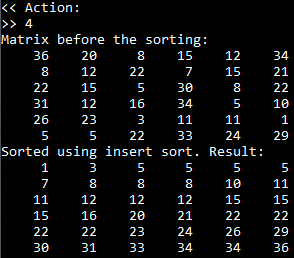 << Action:
>> 4
Matrix before the sorting:
36 20 8 15 12 34
8 12 22 7 15 21
22 15 5 30 8 22
31 12 16 34 5 10
26 23 3 11 11 1
5 5 22 33 24 29
Sorted using insert sort. Result:
1 3 5 5 5 5
7 8 8 8 10 11
11 12 12 12 15 15
15 16 20 21 22 22
22 22 23 24 26 29
30 31 33 34 34 36